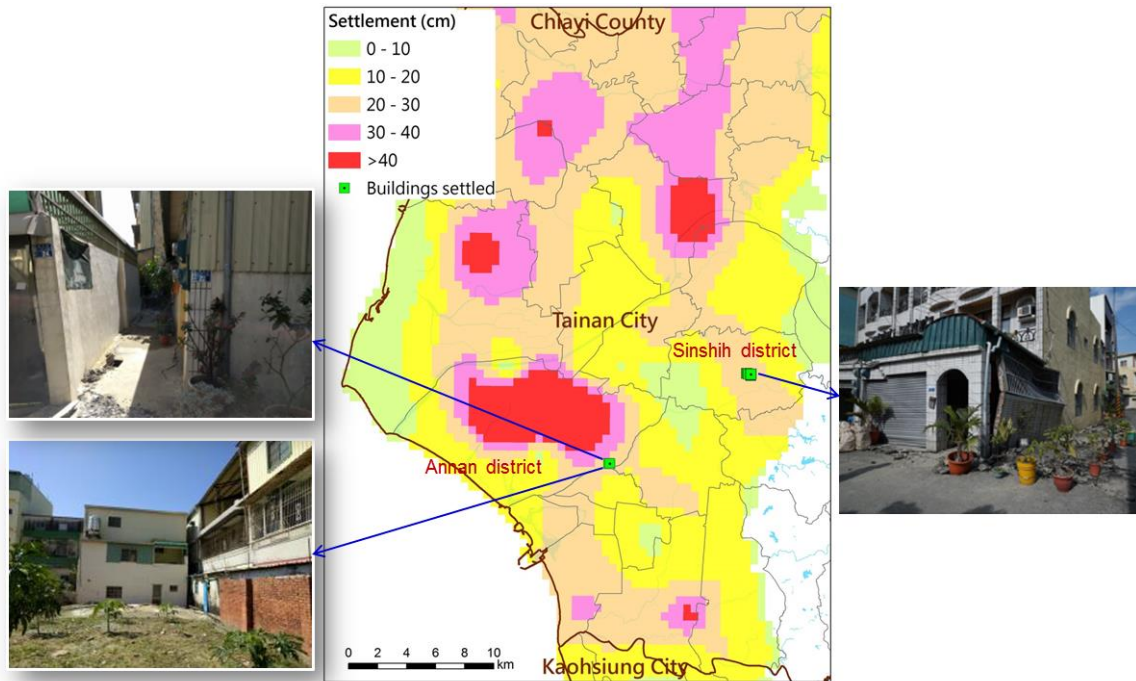 Settlement (cm)
0 - 10
10 - 20
20 - 30
30 - 40
>40
Buildings settled
Chiayi County
Tainan City
Sinshih district
Annan district
0 2 4 6 8 10
km
Kaohsiung City